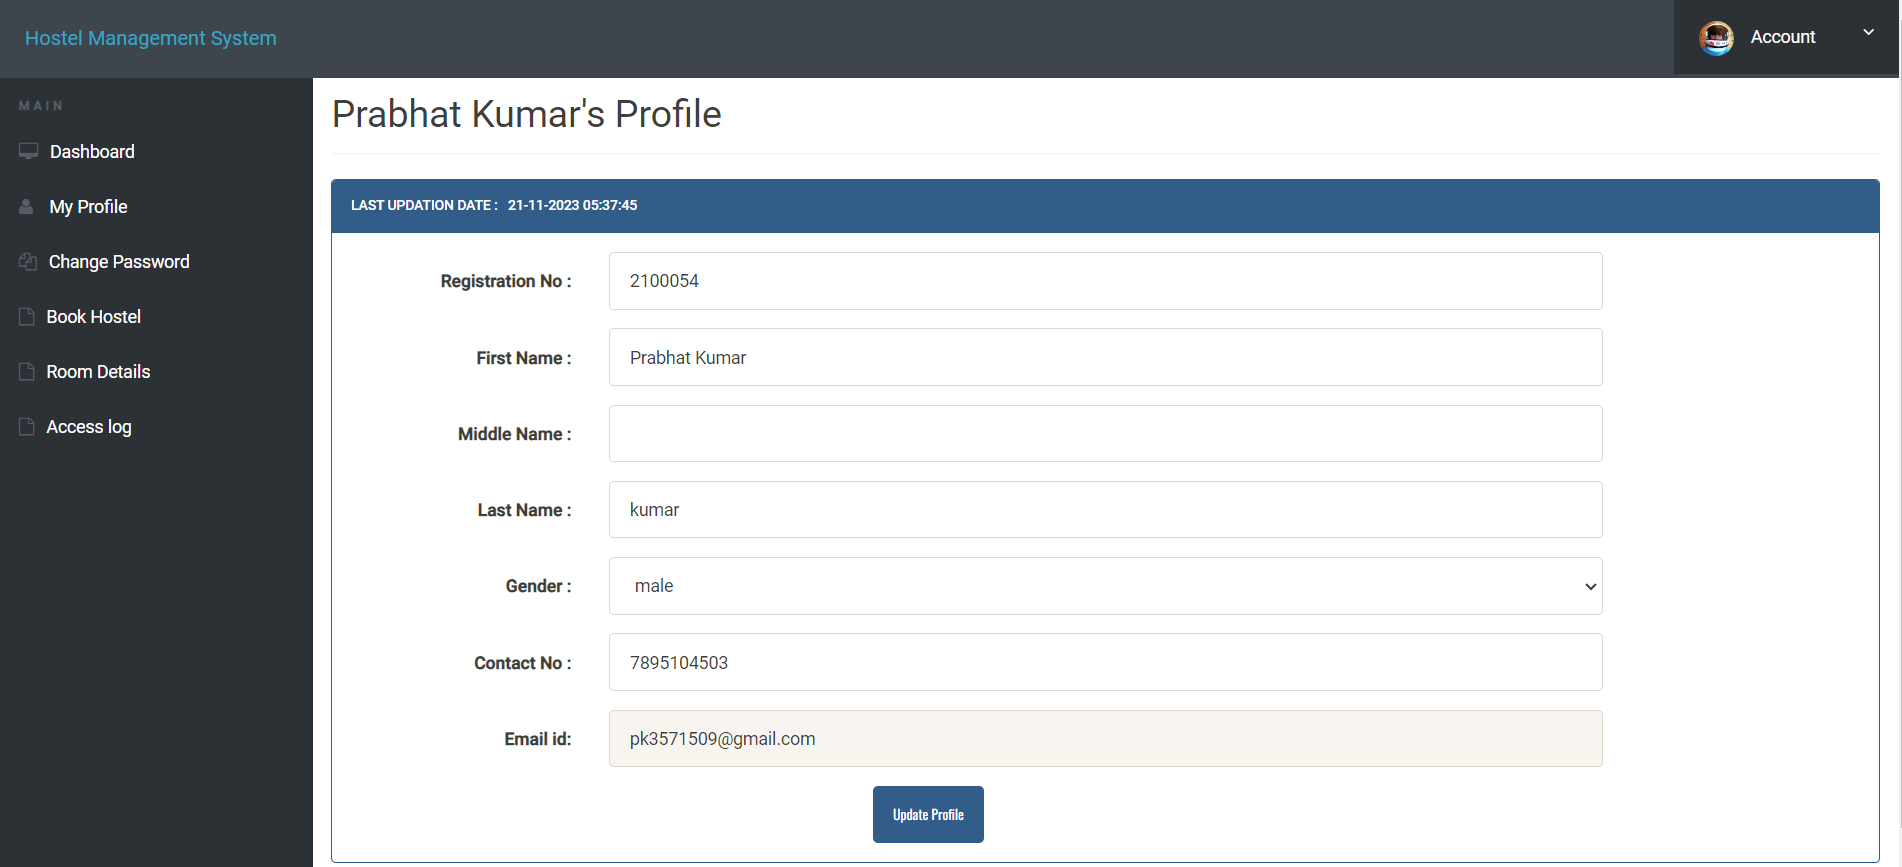 Hostel Management System
Account
MAIN
Dashboard
My Profile
Change Password
Book Hostel
Room Details
Access log
Prabhat Kumar's Profile
LAST UPDATION DATE : 21-11-2023 05:37:45
Registration No : 2100054
First Name : Prabhat Kumar
Middle Name :
Last Name : kumar
Gender : male
Contact No : 7895104503
Email id: pk3571509@gmail.com
Update Profile